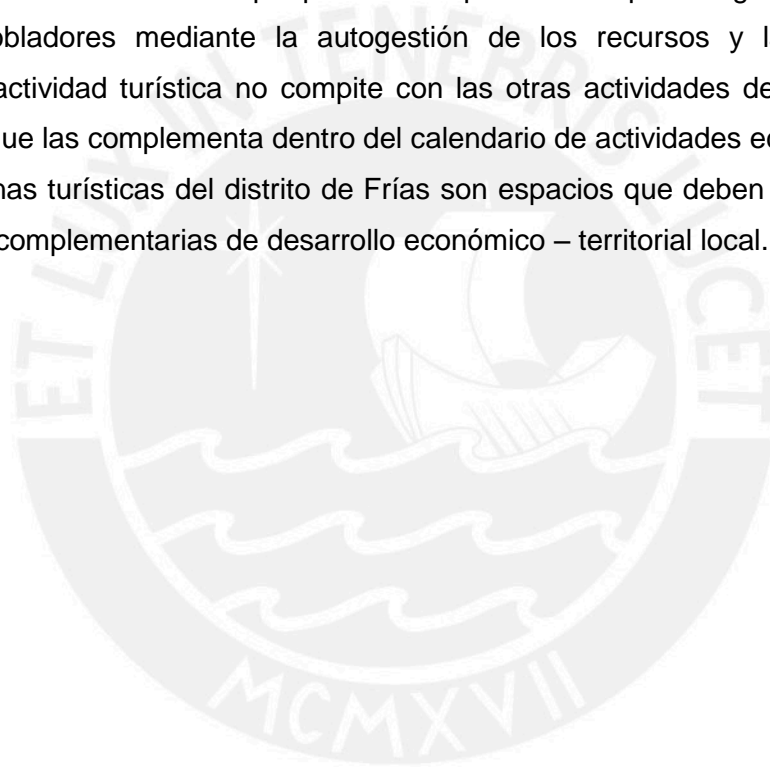 obladores mediante la autogestión de los recursos y l
actividad turística no compite con las otras actividades de
ue las complementa dentro del calendario de actividades e
nas turísticas del distrito de Frías son espacios que deben
complementarias de desarrollo económico – territorial local.
ET LUX IN TENEBRIS LUCET
MCMXVII